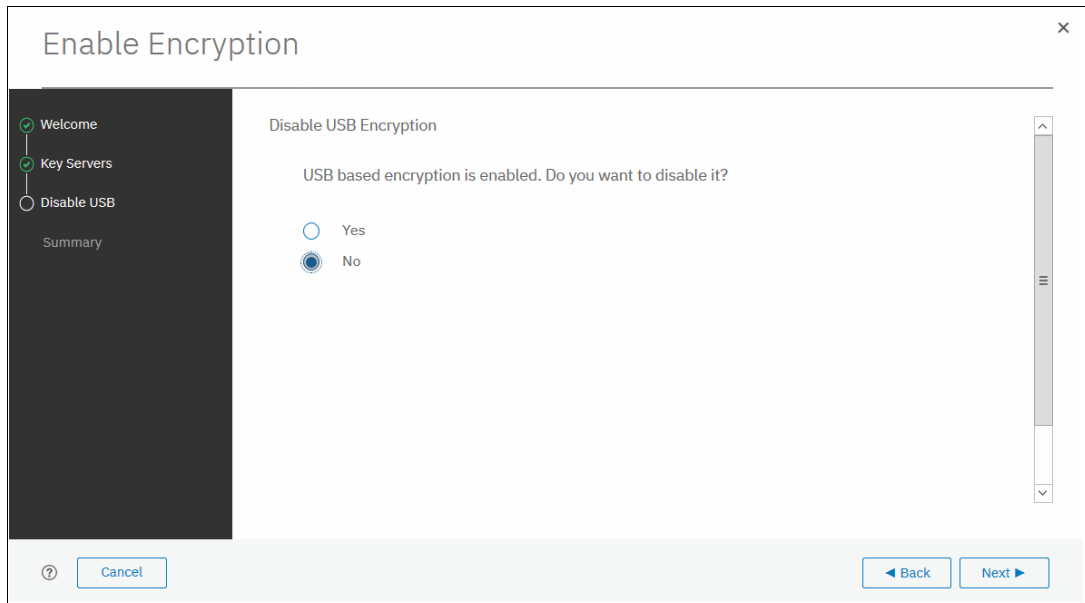 Enable Encryption
Welcome
Key Servers
Disable USB
Summary
Disable USB Encryption
USB based encryption is enabled. Do you want to disable it?
Yes
No
Cancel
Back
Next